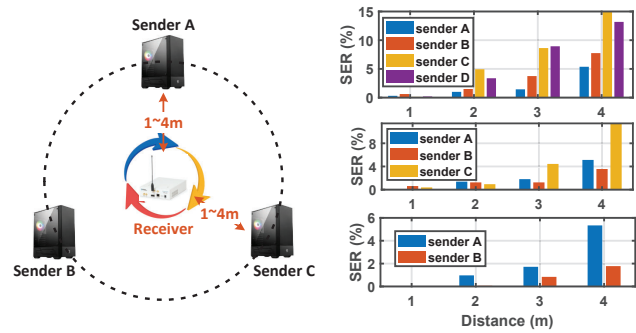 Sender A
1~4m
Receiver
1~4m
Sender B
Sender C
SER (%)
15
10
5
0
sender A
sender B
sender C
sender D
1
2
3
4
SER (%)
8
4
0
sender A
sender B
sender C
1
2
3
4
SER (%)
6
4
2
0
sender A
sender B
1
2
3
4
Distance (m)